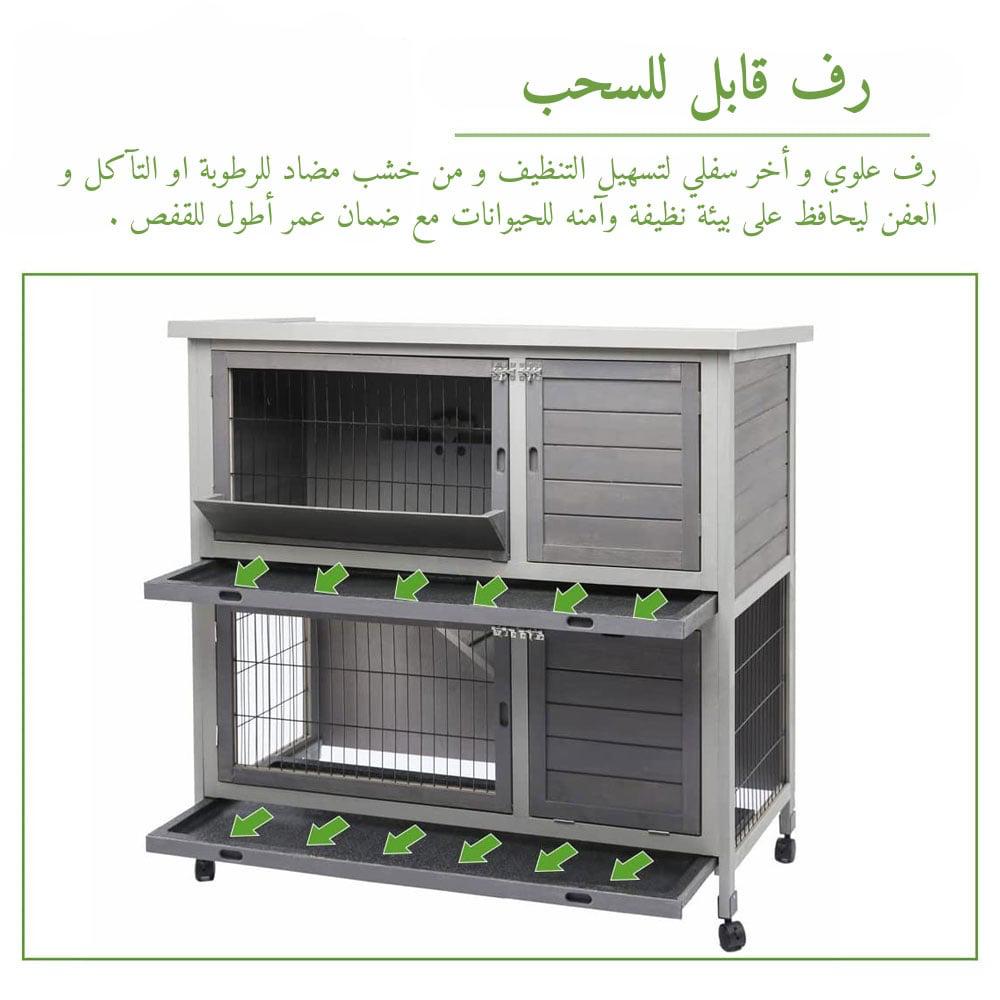 رف قابل للسحب
رف علوي و أخر سفلي لتسهيل التنظيف و من خشب مضاد للرطوبة او التآكل و
العفن ليحافظ على بيئة نظيفة وآمنه للحيوانات مع ضمان عمر أطول للقفص .